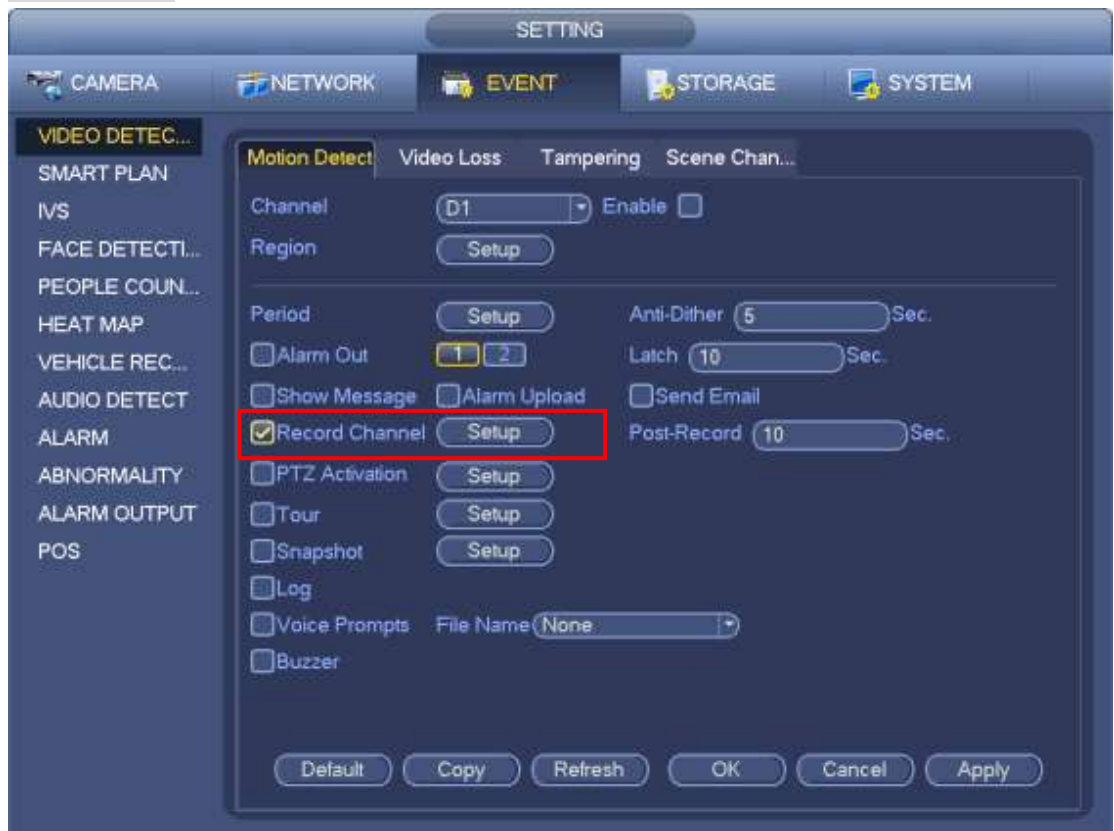 SETTING
CAMERA NETWORK EVENT STORAGE SYSTEM
VIDEO DETEC...
SMART PLAN
IVS
FACE DETECTI...
PEOPLE COUN...
HEAT MAP
VEHICLE REC...
AUDIO DETECT
ALARM
ABNORMALITY
ALARM OUTPUT
POS
Motion Detect Video Loss Tampering Scene Chan...
Channel D1 Enable
Region Setup
Period Setup Anti-Dither 5 Sec.
Alarm Out 1 2 Latch 10 Sec.
Show Message Alarm Upload Send Email
Record Channel Setup Post-Record 10 Sec.
PTZ Activation Setup
Tour Setup
Snapshot Setup
Log
Voice Prompts File Name None
Buzzer
Default Copy Refresh OK Cancel Apply